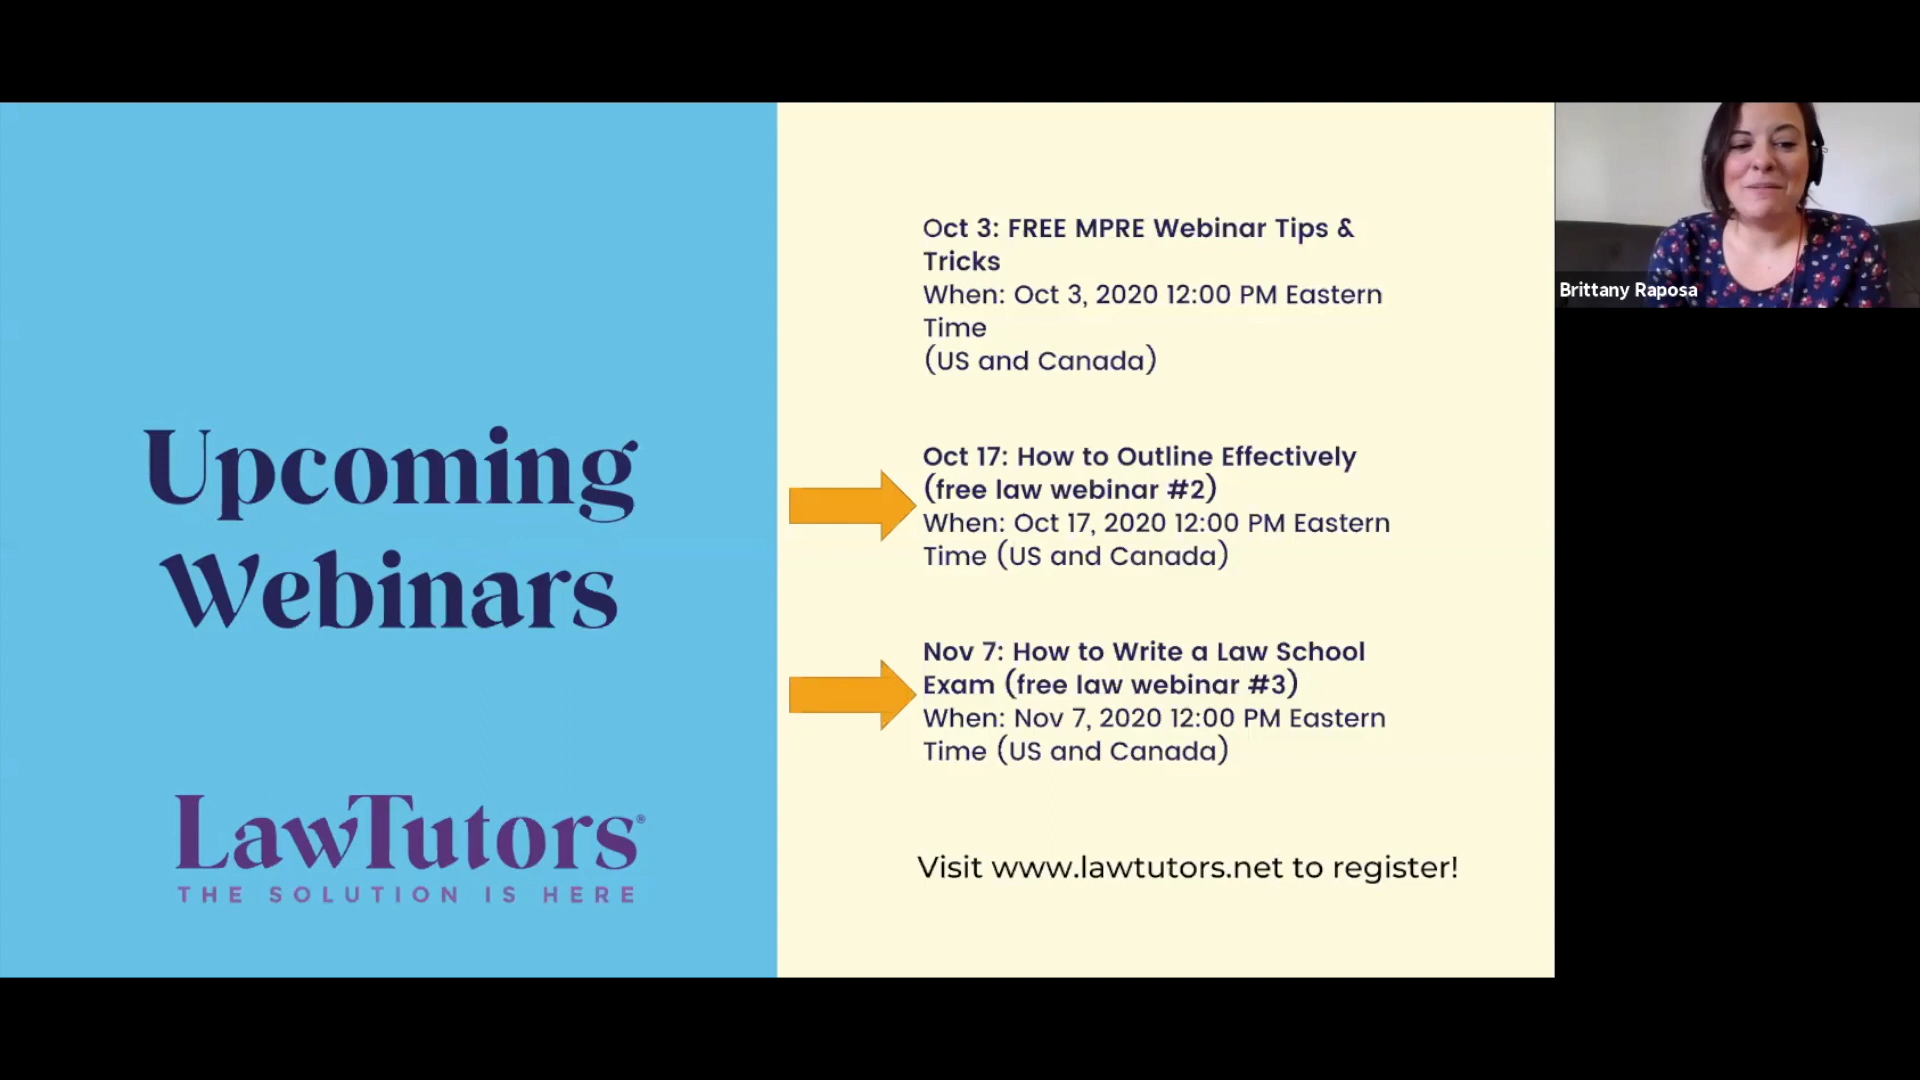 Upcoming
Webinars
LawTutors®
THE SOLUTION IS HERE
Oct 3: FREE MPRE Webinar Tips &
Tricks
When: Oct 3, 2020 12:00 PM Eastern
Time
(US and Canada)
Oct 17: How to Outline Effectively
(free law webinar #2)
When: Oct 17, 2020 12:00 PM Eastern
Time (US and Canada)
Nov 7: How to Write a Law School
Exam (free law webinar #3)
When: Nov 7, 2020 12:00 PM Eastern
Time (US and Canada)
Visit www.lawtutors.net to register!
Brittany Raposa